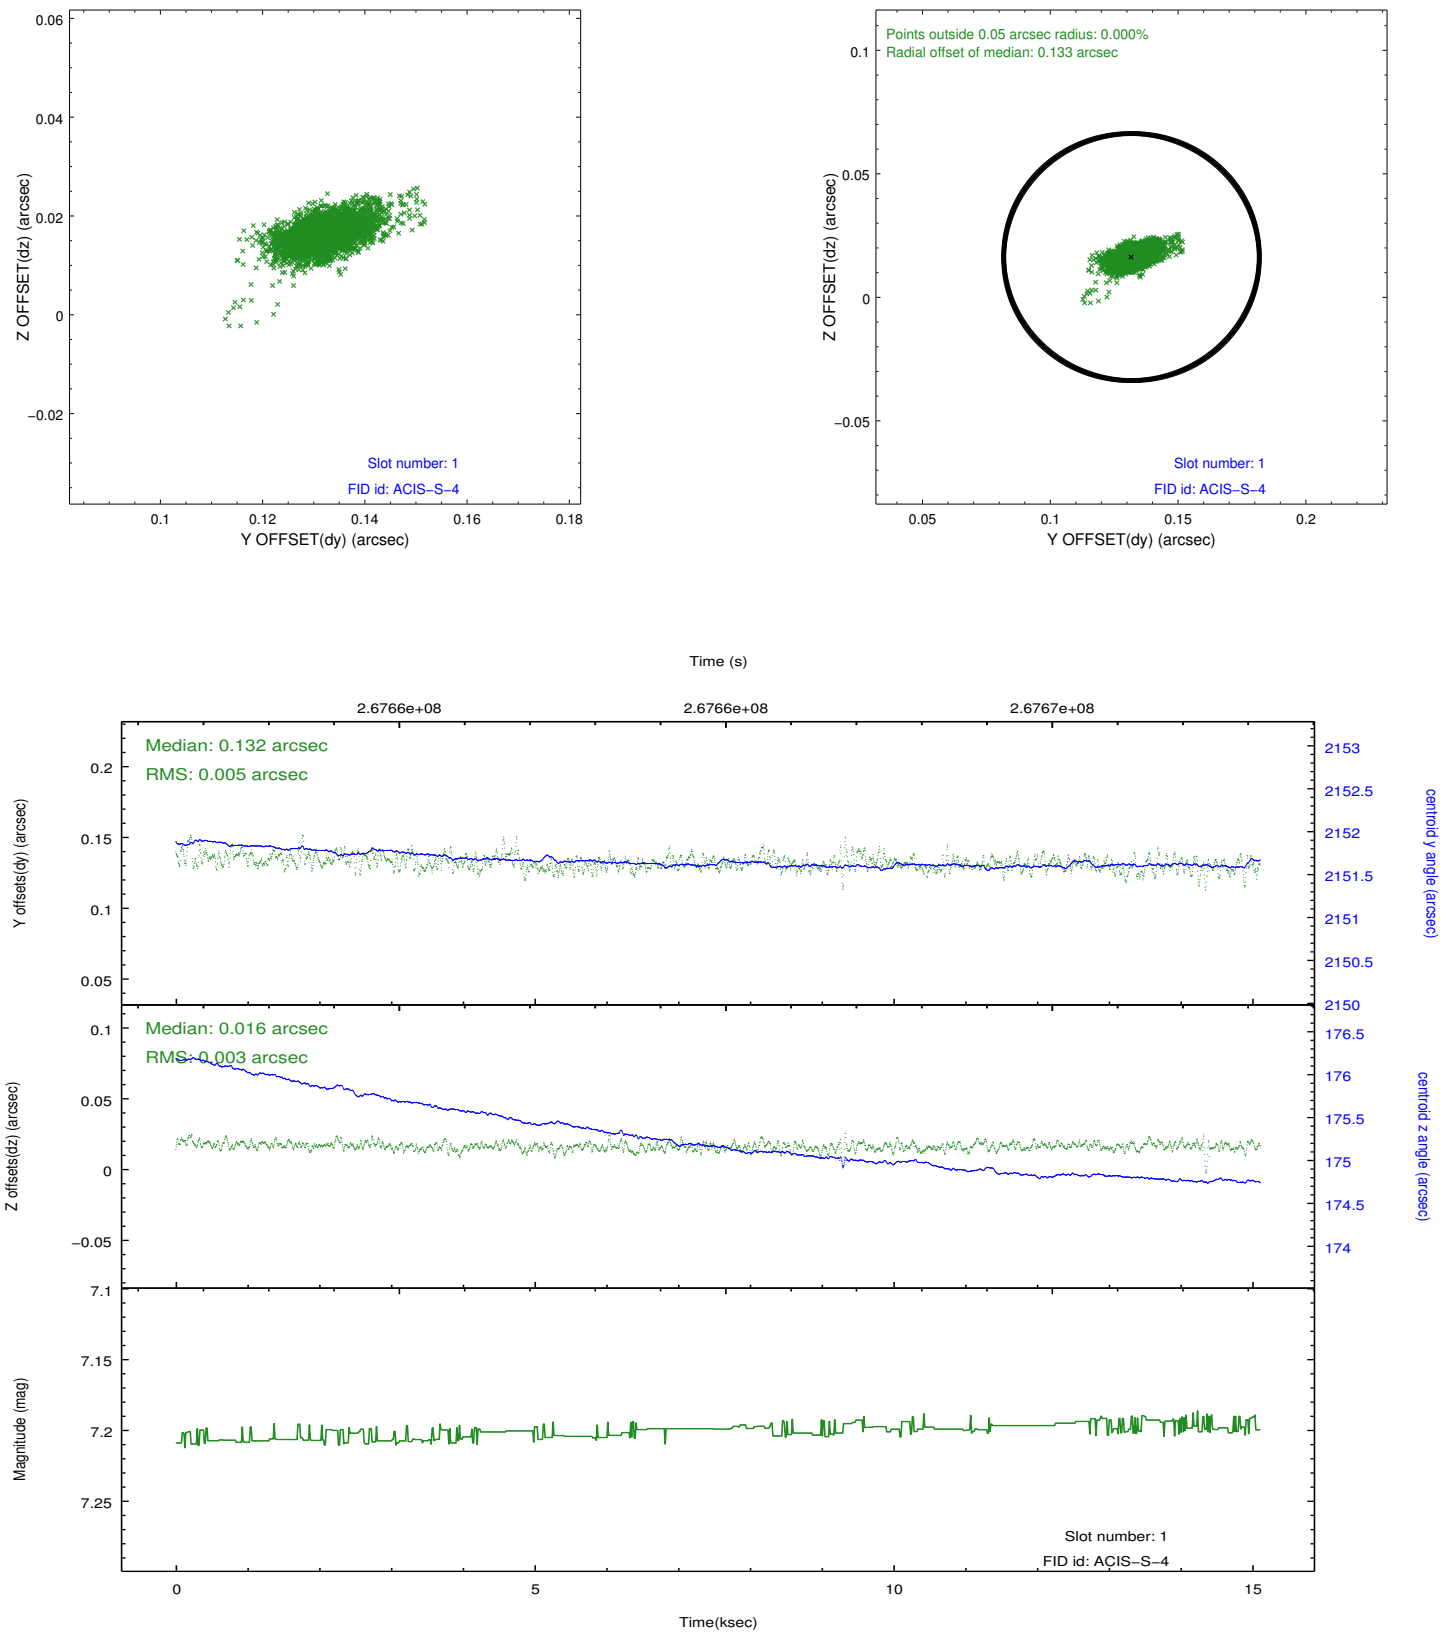 0.06
0.04
0.02
0
−0.02
Z OFFSET(dz) (arcsec)
Slot number: 1
FID id: ACIS−S−4
0.1
0.12
0.14
0.16
0.18
Y OFFSET(dy) (arcsec)
Points outside 0.05 arcsec radius: 0.000%
Radial offset of median: 0.133 arcsec
0.1
0.05
0
−0.05
Z OFFSET(dz) (arcsec)
Slot number: 1
FID id: ACIS−S−4
0.05
0.1
0.15
0.2
Y OFFSET(dy) (arcsec)
Time (s)
2.6766e+08
2.6766e+08
2.6767e+08
Median: 0.132 arcsec
RMS: 0.005 arcsec
0.2
0.15
0.1
0.05
Y offsets(dy) (arcsec)
2153
2152.5
2152
2151.5
2151
2150.5
2150
centroid y angle (arcsec)
Median: 0.016 arcsec
RMS: 0.003 arcsec
0.1
0.05
0
−0.05
Z offsets(dz) (arcsec)
176.5
176
175.5
175
174.5
174
centroid z angle (arcsec)
7.1
7.15
7.2
7.25
Magnitude (mag)
Slot number: 1
FID id: ACIS−S−4
0
5
10
15
Time(ksec)